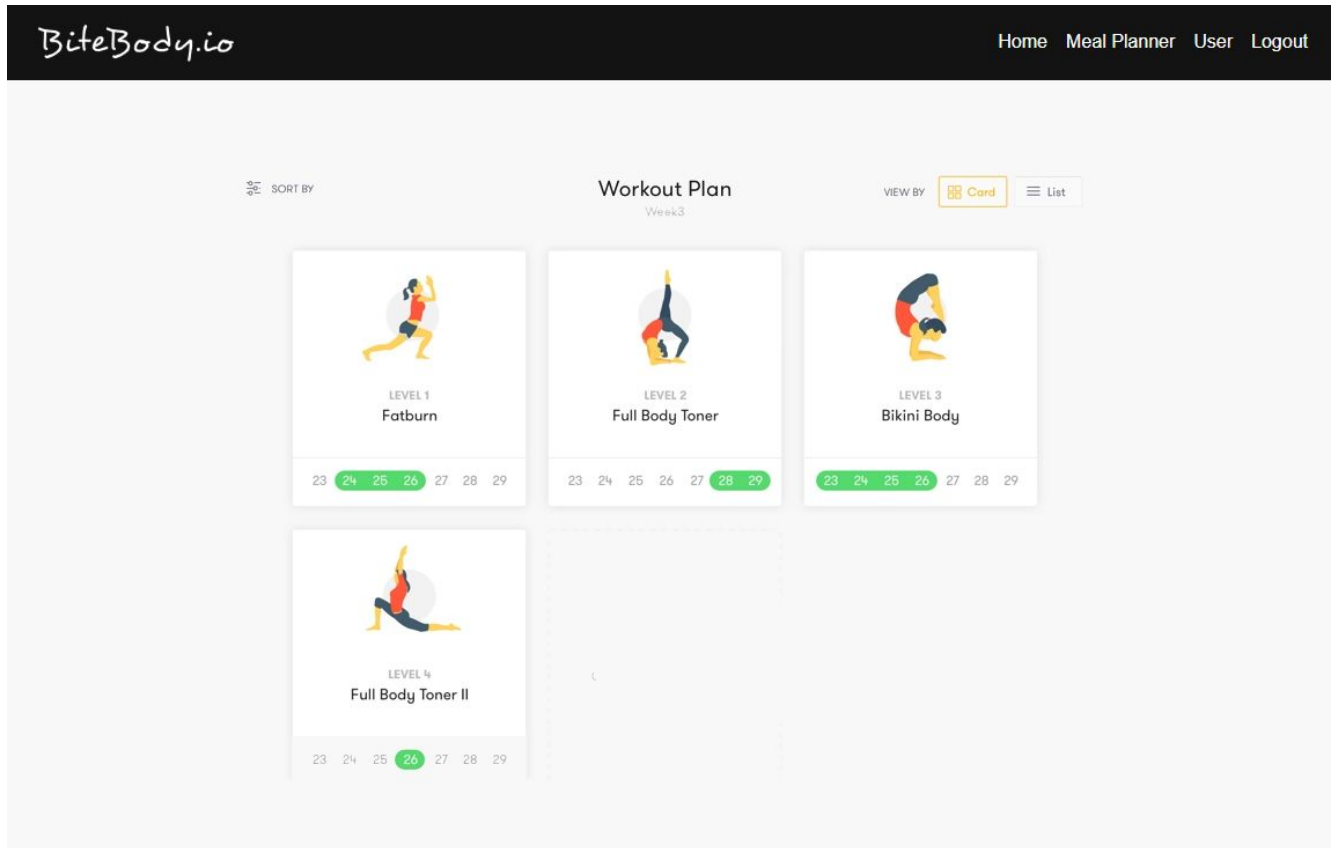 BiteBody.io
Home Meal Planner User Logout
SORT BY
Workout Plan
Week3
VIEW BY Card List
LEVEL 1
Fatburn
23 24 25 26 27 28 29
LEVEL 2
Full Body Toner
23 24 25 26 27 28 29
LEVEL 3
Bikini Body
23 24 25 26 27 28 29
LEVEL 4
Full Body Toner II
23 24 25 26 27 28 29